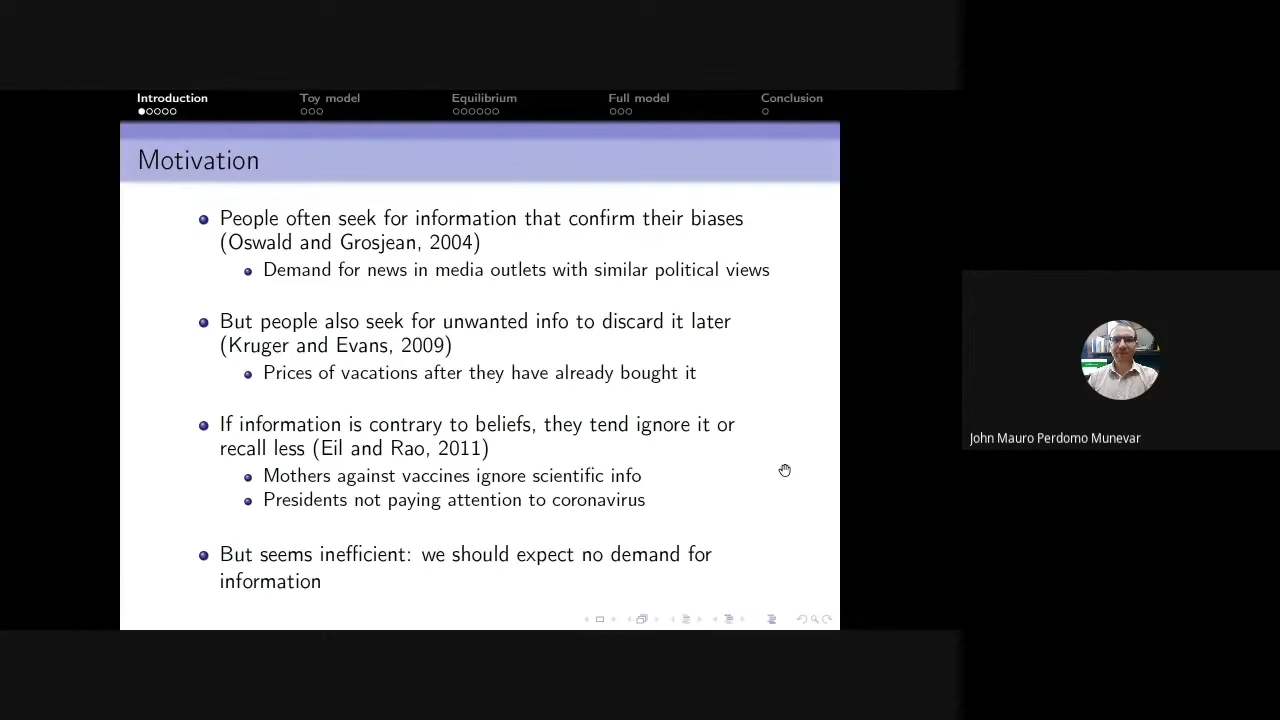 Introduction Toy model Equilibrium Full model Conclusion
Motivation
People often seek for information that confirm their biases
(Oswald and Grosjean, 2004)
Demand for news in media outlets with similar political views
But people also seek for unwanted info to discard it later
(Kruger and Evans, 2009)
Prices of vacations after they have already bought it
If information is contrary to beliefs, they tend ignore it or
recall less (Eil and Rao, 2011)
Mothers against vaccines ignore scientific info
Presidents not paying attention to coronavirus
But seems inefficient: we should expect no demand for
information
John Mauro Perdomo Munevar